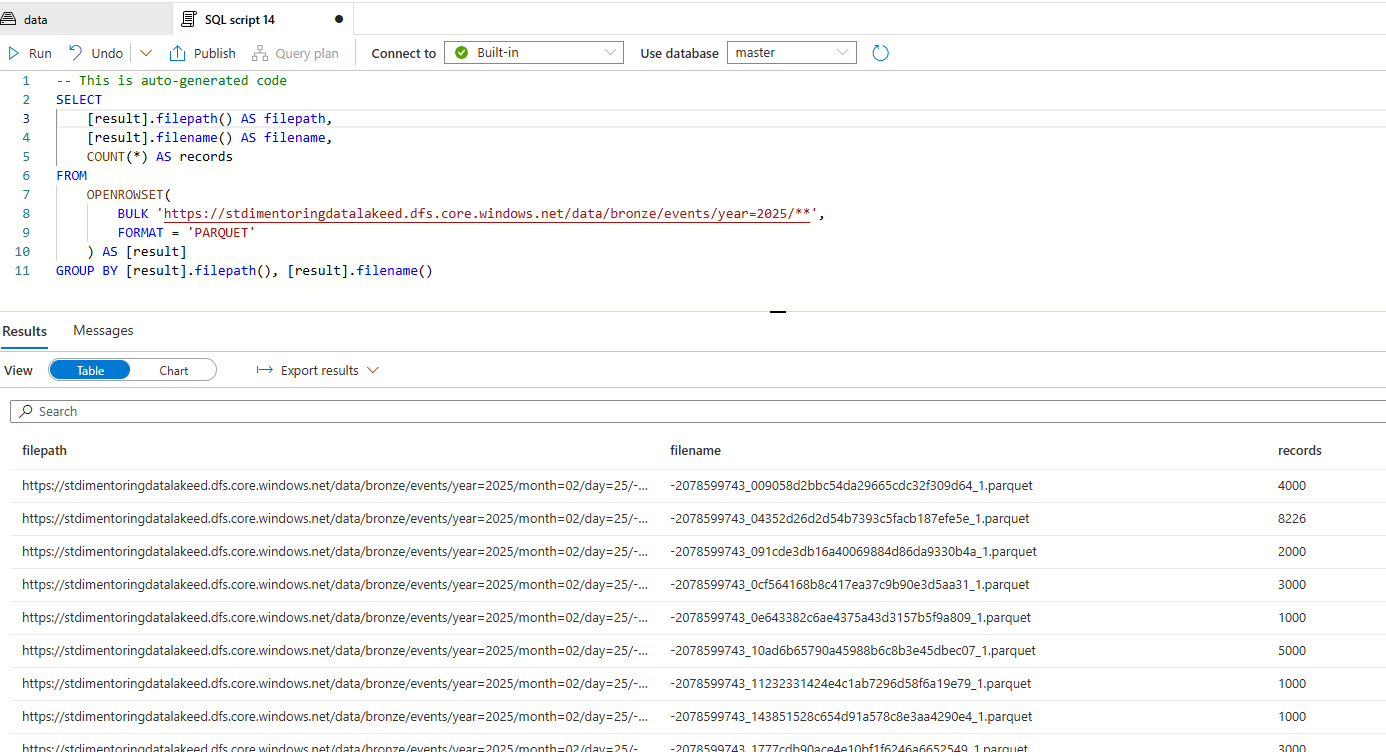 data
SQL script 14
Run Undo Publish Query plan Connect to Built-in Use database master
1 -- This is auto-generated code
2 SELECT
3 [result].filepath() AS filepath,
4 [result].filename() AS filename,
5 COUNT(*) AS records
6 FROM
7 OPENROWSET(
8 BULK 'https://stdimentoringdatalakeed.dfs.core.windows.net/data/bronze/events/year=2025/**',
9 FORMAT = 'PARQUET'
10 ) AS [result]
11 GROUP BY [result].filepath(), [result].filename()
Results Messages
View Table Chart Export results
Search
filepath filename records
https://stdimentoringdatalakeed.dfs.core.windows.net/data/bronze/events/year=2025/month=02/day=25/-... -2078599743_009058d2bbc54da29665cdc32f309d64_1.parquet 4000
https://stdimentoringdatalakeed.dfs.core.windows.net/data/bronze/events/year=2025/month=02/day=25/-... -2078599743_04352d26d2d54b7393c5facb187efe5e_1.parquet 8226
https://stdimentoringdatalakeed.dfs.core.windows.net/data/bronze/events/year=2025/month=02/day=25/-... -2078599743_091cde3db16a40069884d86da9330b4a_1.parquet 2000
https://stdimentoringdatalakeed.dfs.core.windows.net/data/bronze/events/year=2025/month=02/day=25/-... -2078599743_0cf564168b8c417ea37c9b90e3d5aa31_1.parquet 3000
https://stdimentoringdatalakeed.dfs.core.windows.net/data/bronze/events/year=2025/month=02/day=25/-... -2078599743_0e643382c6ae4375a43d3157b5f9a809_1.parquet 1000
https://stdimentoringdatalakeed.dfs.core.windows.net/data/bronze/events/year=2025/month=02/day=25/-... -2078599743_10ad6b65790a45988b6c8b3e45dbec07_1.parquet 5000
https://stdimentoringdatalakeed.dfs.core.windows.net/data/bronze/events/year=2025/month=02/day=25/-... -2078599743_11232331424e4c1ab7296d58f6a19e79_1.parquet 1000
https://stdimentoringdatalakeed.dfs.core.windows.net/data/bronze/events/year=2025/month=02/day=25/-... -2078599743_143851528c654d91a578c8e3aa4290e4_1.parquet 1000
https://stdimentoringdatalakeed.dfs.core.windows.net/data/bronze/events/year=2025/month=02/day=25/-... -2078599743_1777cdb90ace4e10bf1f6246a6652549_1.parquet 3000